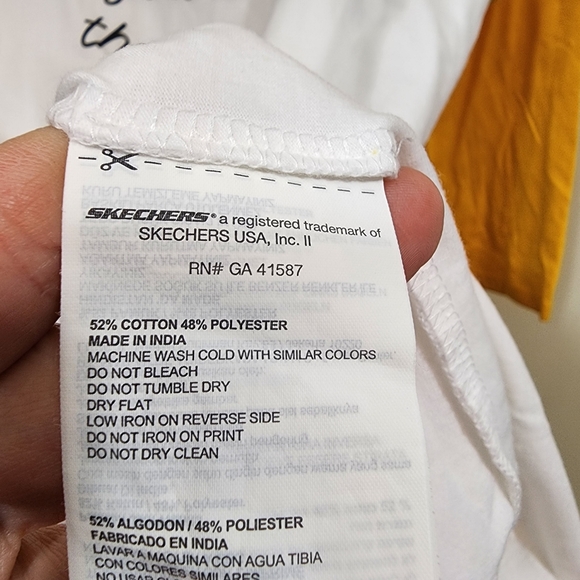 th
SKECHERS® a registered trademark of
SKECHERS USA, Inc. II
RN# GA 41587
52% COTTON 48% POLYESTER
MADE IN INDIA
MACHINE WASH COLD WITH SIMILAR COLORS
DO NOT BLEACH
DO NOT TUMBLE DRY
DRY FLAT
LOW IRON ON REVERSE SIDE
DO NOT IRON ON PRINT
DO NOT DRY CLEAN
52% ALGODON / 48% POLIESTER
FABRICADO EN INDIA
LAVAR A MAQUINA CON AGUA TIBIA
CON COLORES SIMILARES
NO USAR